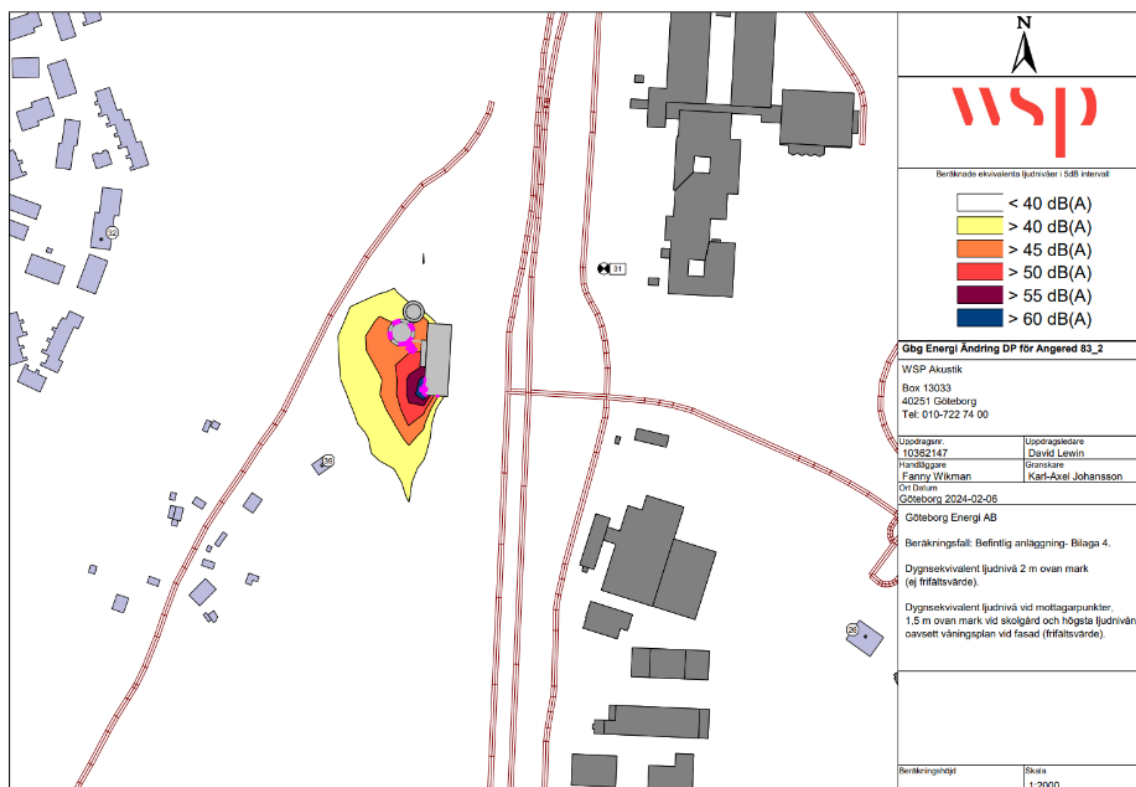 N
wsp
Beräknade ekvivalenta ljudnivåer i 5dB intervall
< 40 dB(A)
> 40 dB(A)
> 45 dB(A)
> 50 dB(A)
> 55 dB(A)
> 60 dB(A)
Gbg Energi Ändring DP för Angered 83_2
WSP Akustik
Box 13033
40251 Göteborg
Tel: 010-722 74 00
Uppdragsnr.
10362147
Uppdragsledare
David Lewin
Handläggare
Fanny Wikman
Granskare
Karl-Axel Johansson
Ort Datum
Göteborg 2024-02-06
Göteborg Energi AB
Beräkningsfall: Befintlig anläggning- Bilaga 4.
Dygnsekvivalent ljudnivå 2 m ovan mark
(ej frifältsvärde).
Dygnsekvivalent ljudnivå vid mottagarpunkter,
1,5 m ovan mark vid skolgård och högsta ljudnivån
oavsett våningsplan vid fasad (frifältsvärde).
Beräkningshöjd
Skala
1:2000
32
31
26